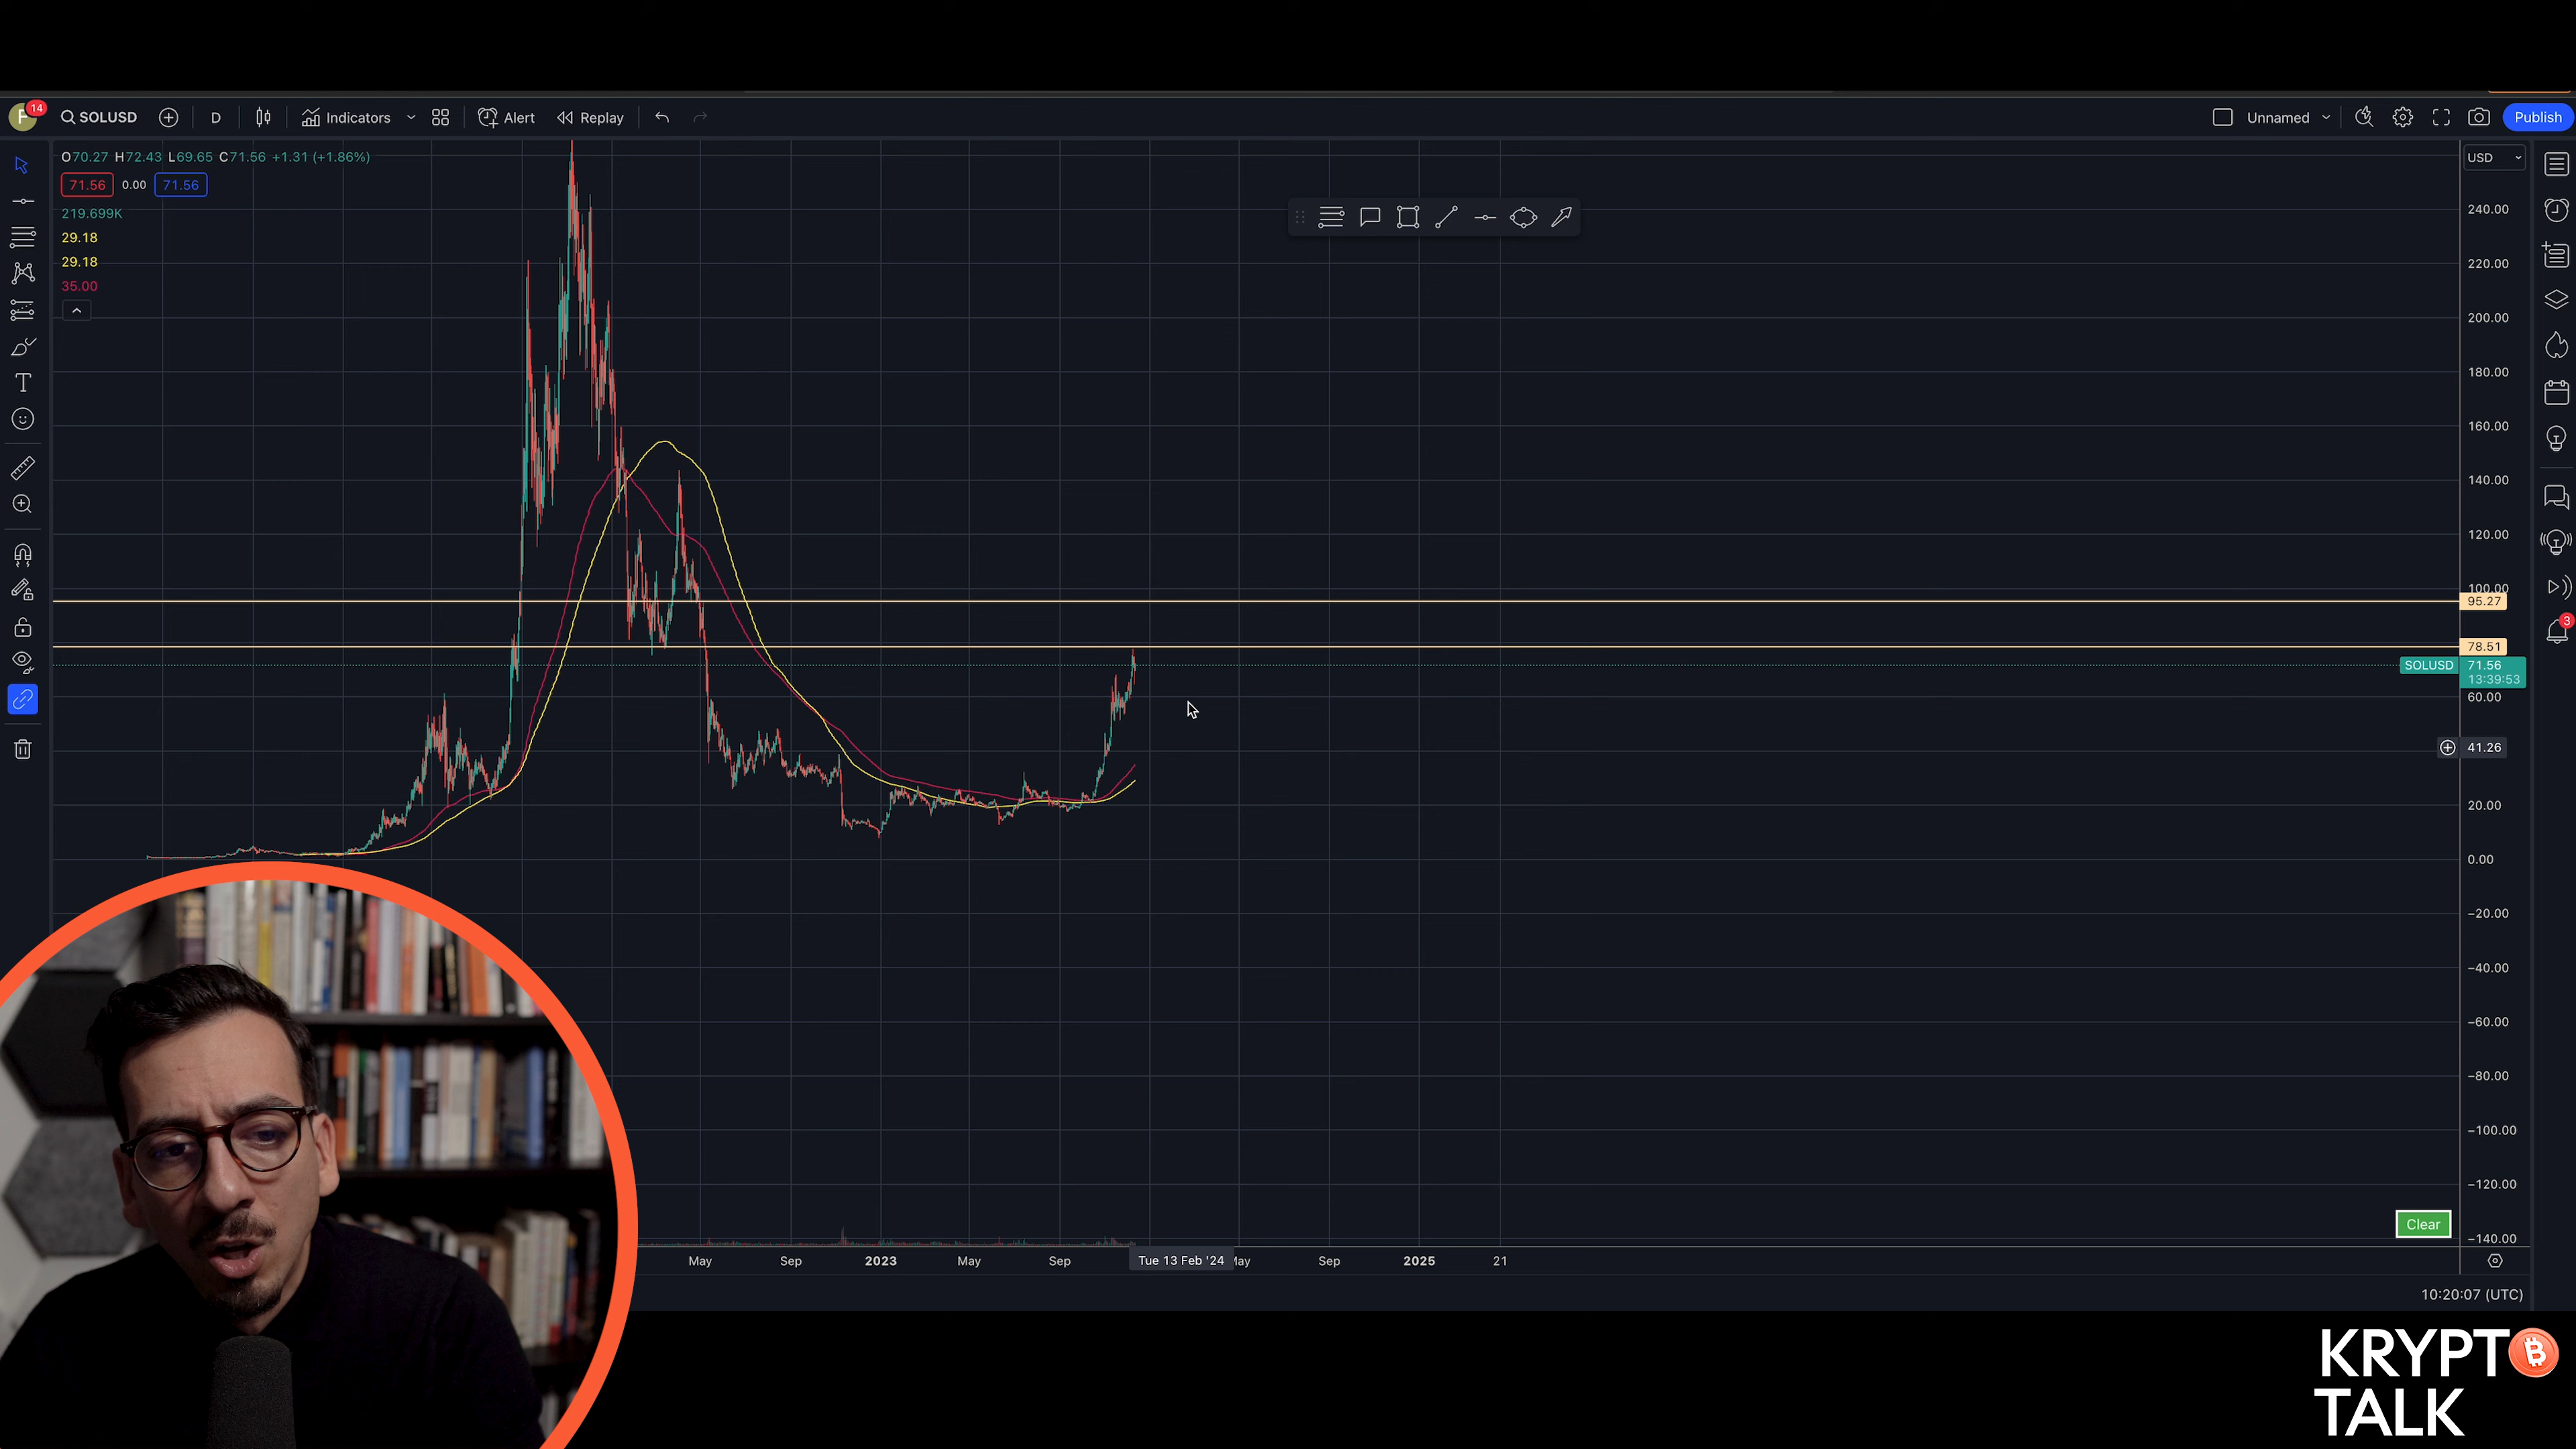 14
F
SOLUSD
D
Indicators
Alert
Replay
Unnamed
Publish
O70.27 H72.43 L69.65 C71.56 +1.31 (+1.86%)
71.56 0.00 71.56
219.699K
29.18
29.18
35.00
USD
240.00
220.00
200.00
180.00
160.00
140.00
120.00
100.00
95.27
78.51
SOLUSD 71.56
13:39:53
60.00
41.26
20.00
0.00
−20.00
−40.00
−60.00
−80.00
−100.00
−120.00
−140.00
3
Clear
May Sep 2023 May Sep Tue 13 Feb '24 May Sep 2025 21
10:20:07 (UTC)
KRYPTO
TALK